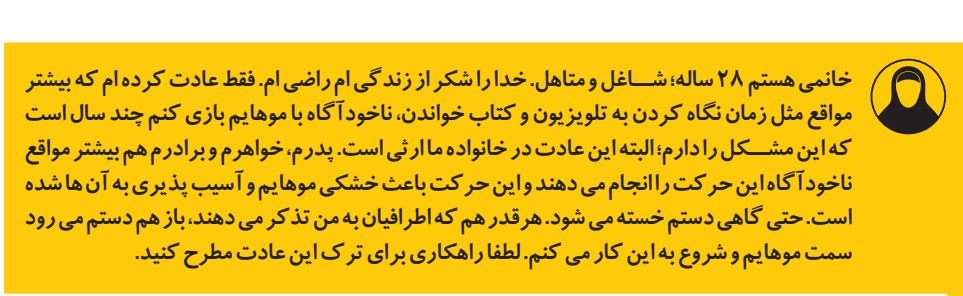 خانمی هستم ۲۸ ساله؛ شـــاغل و متاهل. خدا را شکر از زندگی ام راضی ام. فقط عادت کرده ام که بیشتر
مواقع مثل زمان نگاه کردن به تلویزیون و کتاب خواندن، ناخودآگاه با موهایم بازی کنم چند سال است
که این مشـــکل را دارم؛ البته این عادت در خانواده ما ارثی است. پدرم، خواهرم و برادرم هم بیشتر مواقع
ناخودآگاه این حرکت را انجام می دهند و این حرکت باعث خشکی موهایم و آسیب پذیری به آن ها شده
است. حتی گاهی دستم خسته می شود. هر قدر هم که اطرافیان به من تذکر می دهند، باز هم دستم می رود
سمت موهایم و شروع به این کار می کنم. لطفا راهکاری برای ترک این عادت مطرح کنید.